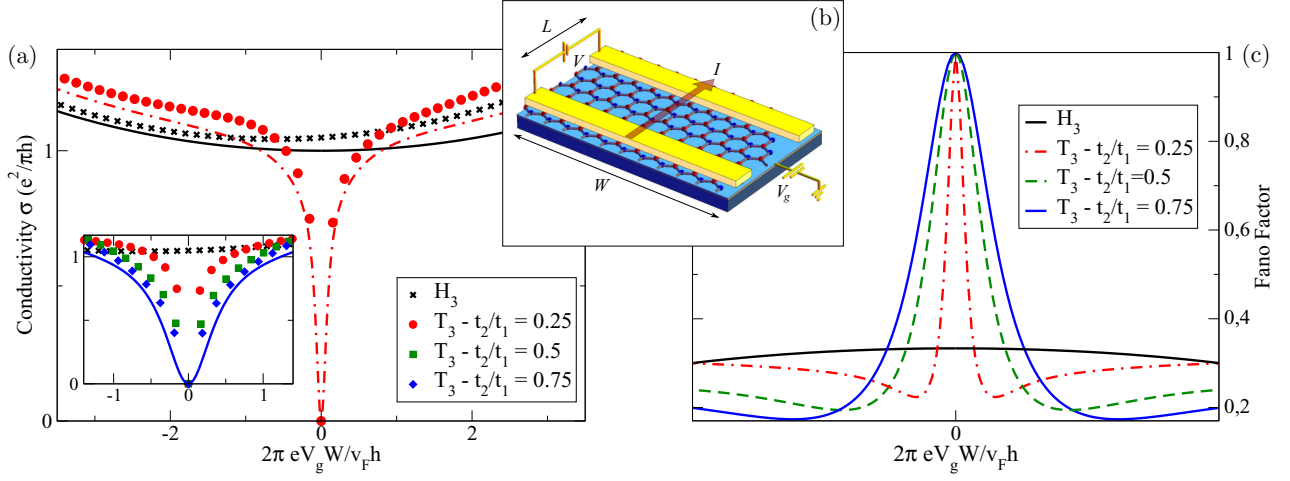 (a)
Conductivity σ (e²/πh)
1
0
-2
0
2
2π eV_gW/v_Fh
1
0
-1
0
1
H₃
T₃ - t₂/t₁ = 0.25
T₃ - t₂/t₁ = 0.5
T₃ - t₂/t₁ = 0.75
(b)
L
V
I
W
V_g
(c)
H₃
T₃ - t₂/t₁ = 0.25
T₃ - t₂/t₁=0.5
T₃ - t₂/t₁ = 0.75
1
0,8
0,6
0,4
0,2
Fano Factor
0
2π eV_gW/v_Fh